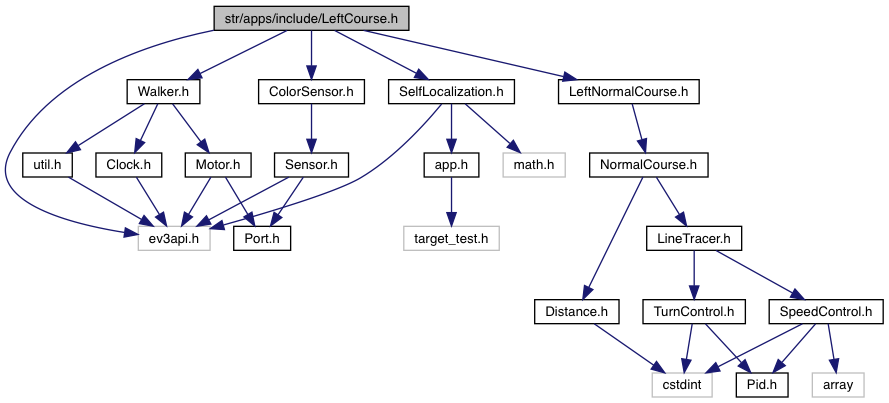 str/apps/include/LeftCourse.h
Walker.h
ColorSensor.h
SelfLocalization.h
LeftNormalCourse.h
util.h
Clock.h
Motor.h
Sensor.h
app.h
math.h
NormalCourse.h
ev3api.h
Port.h
target_test.h
LineTracer.h
Distance.h
TurnControl.h
SpeedControl.h
cstdint
Pid.h
array